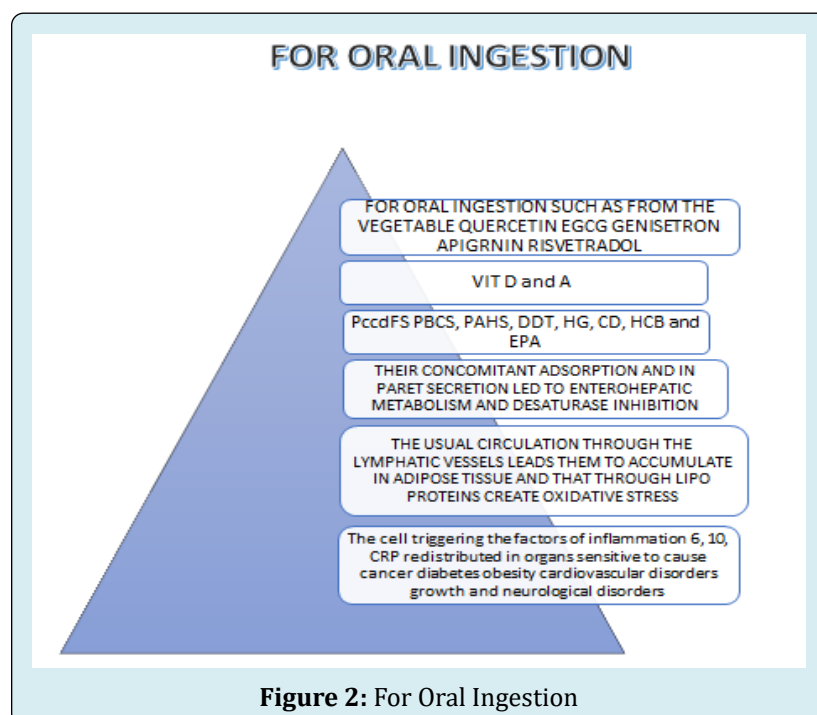 FOR ORAL INGESTION
FOR ORAL INGESTION SUCH AS FROM THE
VEGETABLE QUERCETIN EGCG GENISETRON
APIGRNIN RISVETRADOL
VIT D and A
PccdFS PBCS, PAHS, DDT, HG, CD, HCB and
EPA
THEIR CONCOMITANT ADSORPTION AND IN
PARET SECRETION LED TO ENTEROHEPATIC
METABOLISM AND DESATURASE INHIBITION
THE USUAL CIRCULATION THROUGH THE
LYMPHATIC VESSELS LEADS THEM TO ACCUMULATE
IN ADIPOSE TISSUE AND THAT THROUGH LIPO
PROTEINS CREATE OXIDATIVE STRESS
The cell triggering the factors of inflammation 6, 10,
CRP redistributed in organs sensitive to cause
cancer diabetes obesity cardiovascular disorders
growth and neurological disorders
Figure 2: For Oral Ingestion